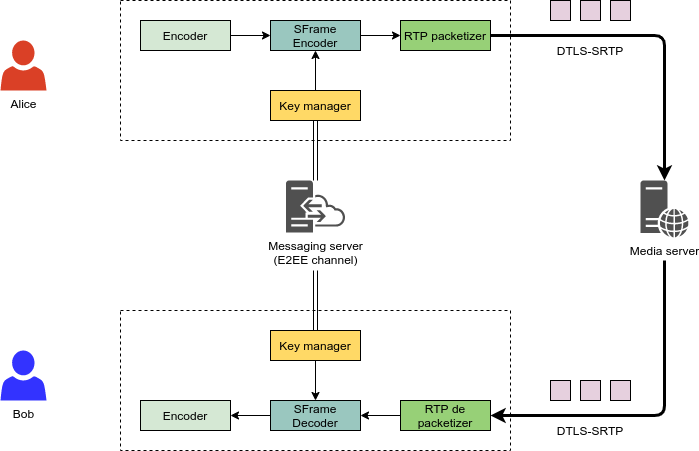 Encoder
SFrame
Encoder
RTP packetizer
DTLS-SRTP
Alice
Key manager
Messaging server
(E2EE channel)
Media server
Key manager
Bob
Encoder
SFrame
Decoder
RTP de
packetizer
DTLS-SRTP